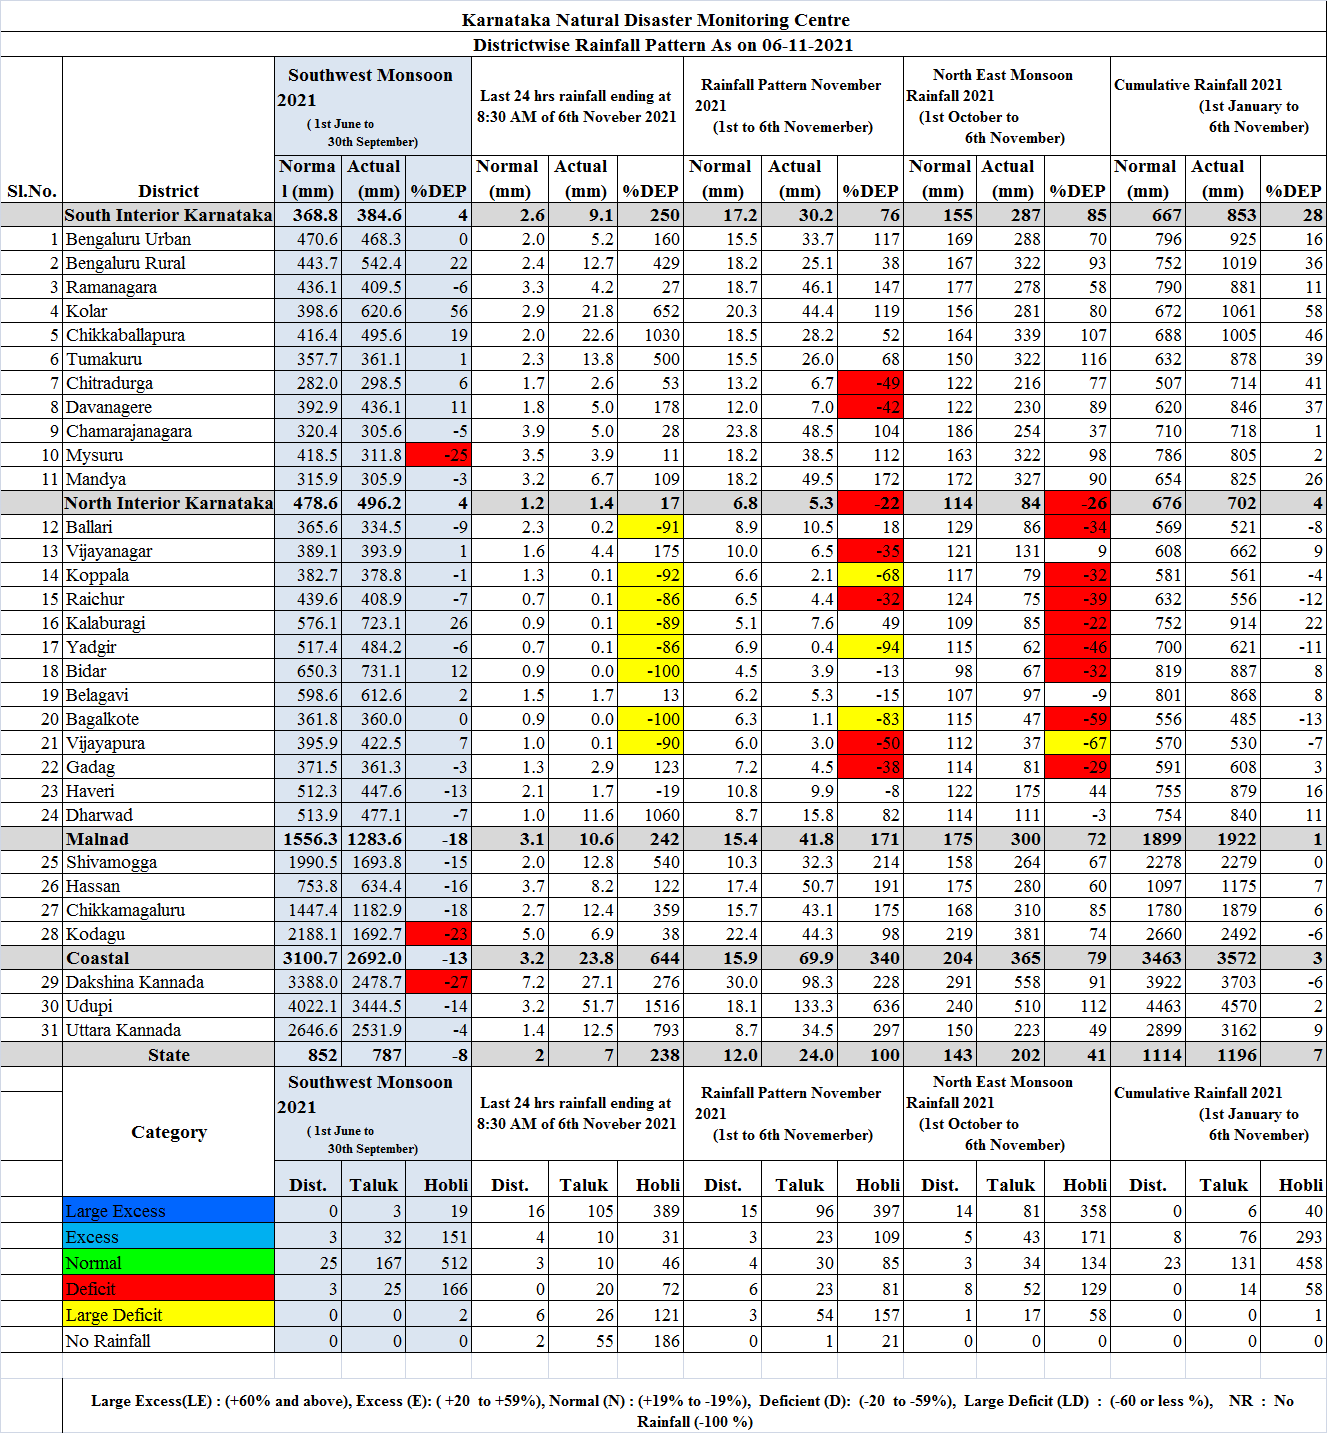 Karnataka Natural Disaster Monitoring Centre
Districtwise Rainfall Pattern As on 06-11-2021
Sl.No. District Southwest Monsoon 2021 ( 1st June to 30th September) Last 24 hrs rainfall ending at 8:30 AM of 6th Noveber 2021 Rainfall Pattern November 2021 (1st to 6th Novemerber) North East Monsoon Rainfall 2021 (1st October to 6th November) Cumulative Rainfall 2021 (1st January to 6th November)
Normal (mm) Actual (mm) %DEP Normal (mm) Actual (mm) %DEP Normal (mm) Actual (mm) %DEP Normal (mm) Actual (mm) %DEP Normal (mm) Actual (mm) %DEP
South Interior Karnataka 368.8 384.6 4 2.6 9.1 250 17.2 30.2 76 155 287 85 667 853 28
1 Bengaluru Urban 470.6 468.3 0 2.0 5.2 160 15.5 33.7 117 169 288 70 796 925 16
2 Bengaluru Rural 443.7 542.4 22 2.4 12.7 429 18.2 25.1 38 167 322 93 752 1019 36
3 Ramanagara 436.1 409.5 -6 3.3 4.2 27 18.7 46.1 147 177 278 58 790 881 11
4 Kolar 398.6 620.6 56 2.9 21.8 652 20.3 44.4 119 156 281 80 672 1061 58
5 Chikkaballapura 416.4 495.6 19 2.0 22.6 1030 18.5 28.2 52 164 339 107 688 1005 46
6 Tumakuru 357.7 361.1 1 2.3 13.8 500 15.5 26.0 68 150 322 116 632 878 39
7 Chitradurga 282.0 298.5 6 1.7 2.6 53 13.2 6.7 -49 122 216 77 507 714 41
8 Davanagere 392.9 436.1 11 1.8 5.0 178 12.0 7.0 -42 122 230 89 620 846 37
9 Chamarajanagara 320.4 305.6 -5 3.9 5.0 28 23.8 48.5 104 186 254 37 710 718 1
10 Mysuru 418.5 311.8 -25 3.5 3.9 11 18.2 38.5 112 163 322 98 786 805 2
11 Mandya 315.9 305.9 -3 3.2 6.7 109 18.2 49.5 172 172 327 90 654 825 26
North Interior Karnataka 478.6 496.2 4 1.2 1.4 17 6.8 5.3 -22 114 84 -26 676 702 4
12 Ballari 365.6 334.5 -9 2.3 0.2 -91 8.9 10.5 18 129 86 -34 569 521 -8
13 Vijayanagar 389.1 393.9 1 1.6 4.4 175 10.0 6.5 -35 121 131 9 608 662 9
14 Koppala 382.7 378.8 -1 1.3 0.1 -92 6.6 2.1 -68 117 79 -32 581 561 -4
15 Raichur 439.6 408.9 -7 0.7 0.1 -86 6.5 4.4 -32 124 75 -39 632 556 -12
16 Kalaburagi 576.1 723.1 26 0.9 0.1 -89 5.1 7.6 49 109 85 -22 752 914 22
17 Yadgir 517.4 484.2 -6 0.7 0.1 -86 6.9 0.4 -94 115 62 -46 700 621 -11
18 Bidar 650.3 731.1 12 0.9 0.0 -100 4.5 3.9 -13 98 67 -32 819 887 8
19 Belagavi 598.6 612.6 2 1.5 1.7 13 6.2 5.3 -15 107 97 -9 801 868 8
20 Bagalkote 361.8 360.0 0 0.9 0.0 -100 6.3 1.1 -83 115 47 -59 556 485 -13
21 Vijayapura 395.9 422.5 7 1.0 0.1 -90 6.0 3.0 -50 112 37 -67 570 530 -7
22 Gadag 371.5 361.3 -3 1.3 2.9 123 7.2 4.5 -38 114 81 -29 591 608 3
23 Haveri 512.3 447.6 -13 2.1 1.7 -19 10.8 9.9 -8 122 175 44 755 879 16
24 Dharwad 513.9 477.1 -7 1.0 11.6 1060 8.7 15.8 82 114 111 -3 754 840 11
Malnad 1556.3 1283.6 -18 3.1 10.6 242 15.4 41.8 171 175 300 72 1899 1922 1
25 Shivamogga 1990.5 1693.8 -15 2.0 12.8 540 10.3 32.3 214 158 264 67 2278 2279 0
26 Hassan 753.8 634.4 -16 3.7 8.2 122 17.4 50.7 191 175 280 60 1097 1175 7
27 Chikkamagaluru 1447.4 1182.9 -18 2.7 12.4 359 15.7 43.1 175 168 310 85 1780 1879 6
28 Kodagu 2188.1 1692.7 -23 5.0 6.9 38 22.4 44.3 98 219 381 74 2660 2492 -6
Coastal 3100.7 2692.0 -13 3.2 23.8 644 15.9 69.9 340 204 365 79 3463 3572 3
29 Dakshina Kannada 3388.0 2478.7 -27 7.2 27.1 276 30.0 98.3 228 291 558 91 3922 3703 -6
30 Udupi 4022.1 3444.5 -14 3.2 51.7 1516 18.1 133.3 636 240 510 112 4463 4570 2
31 Uttara Kannada 2646.6 2531.9 -4 1.4 12.5 793 8.7 34.5 297 150 223 49 2899 3162 9
State 852 787 -8 2 7 238 12.0 24.0 100 143 202 41 1114 1196 7
Category Southwest Monsoon 2021 ( 1st June to 30th September) Last 24 hrs rainfall ending at 8:30 AM of 6th Noveber 2021 Rainfall Pattern November 2021 (1st to 6th Novemerber) North East Monsoon Rainfall 2021 (1st October to 6th November) Cumulative Rainfall 2021 (1st January to 6th November)
Dist. Taluk Hobli Dist. Taluk Hobli Dist. Taluk Hobli Dist. Taluk Hobli Dist. Taluk Hobli
Large Excess 0 3 19 16 105 389 15 96 397 14 81 358 0 6 40
Excess 3 32 151 4 10 31 3 23 109 5 43 171 8 76 293
Normal 25 167 512 3 10 46 4 30 85 3 34 134 23 131 458
Deficit 3 25 166 0 20 72 6 23 81 8 52 129 0 14 58
Large Deficit 0 0 2 6 26 121 3 54 157 1 17 58 0 0 1
No Rainfall 0 0 0 2 55 186 0 1 21 0 0 0 0 0 0
Large Excess(LE) : (+60% and above), Excess (E): ( +20 to +59%), Normal (N) : (+19% to -19%), Deficient (D): (-20 to -59%), Large Deficit (LD) : (-60 or less %), NR : No
Rainfall (-100 %)